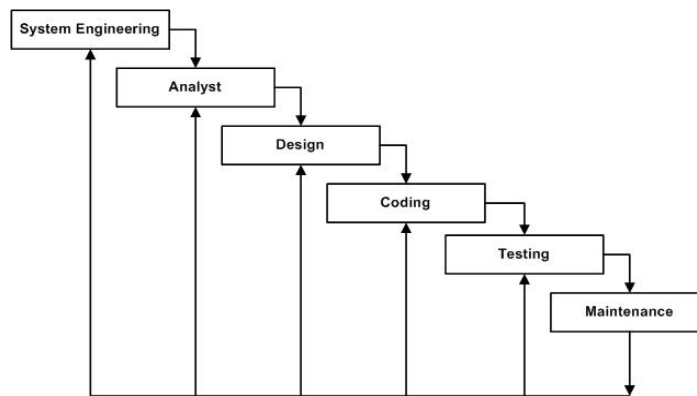 System Engineering
Analyst
Design
Coding
Testing
Maintenance